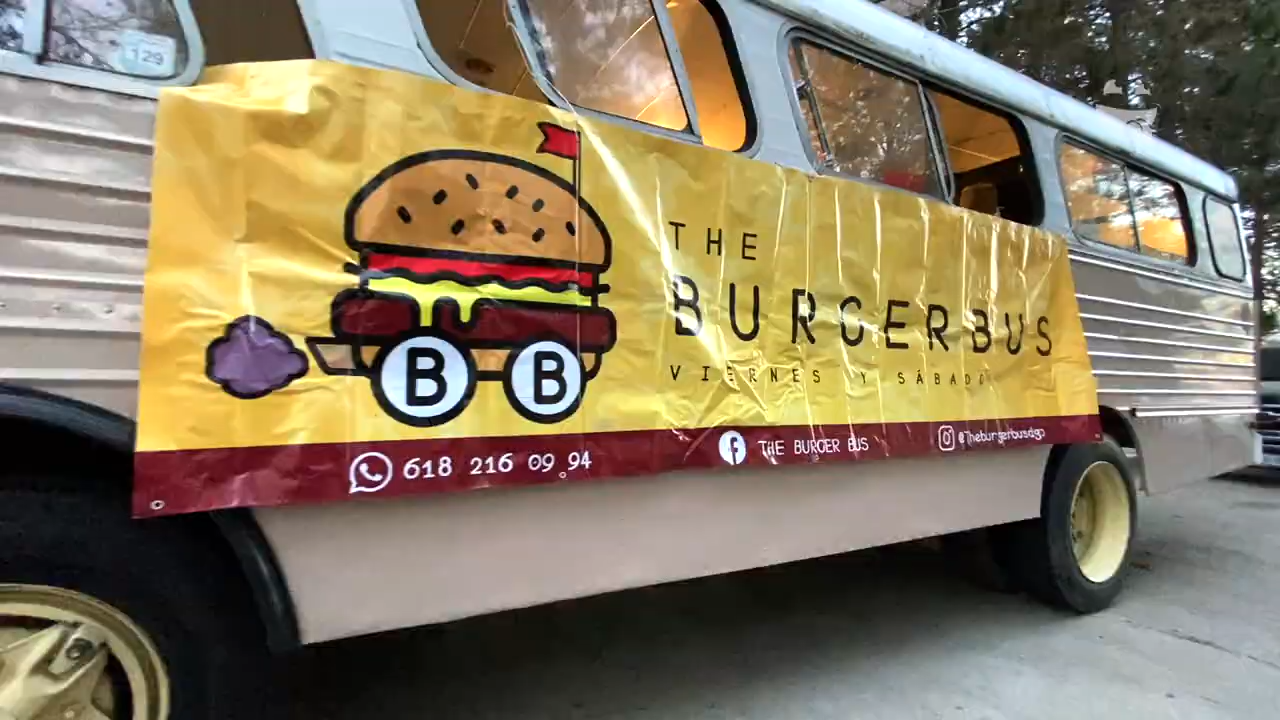 129
THE
BURGERBUS
VIERNES Y SÁBADO
B B
618 216 09 94
THE BURGER BUS
@Theburgerbusdgo